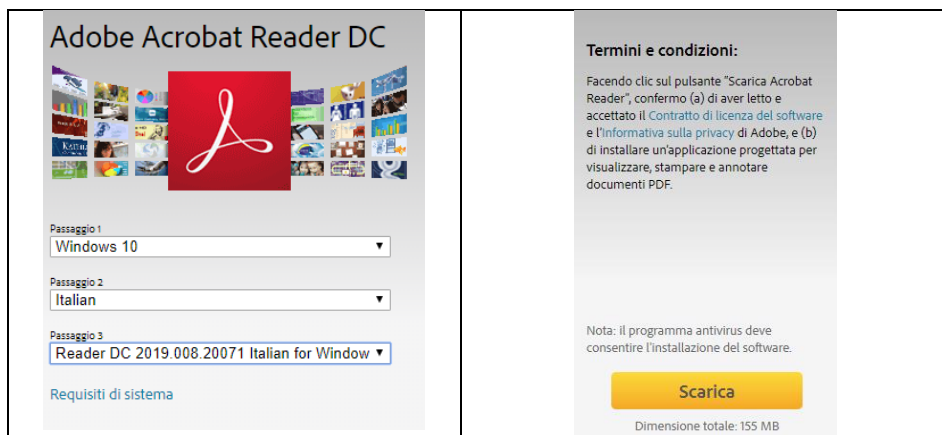 Adobe Acrobat Reader DC
Passaggio 1
Windows 10
Passaggio 2
Italian
Passaggio 3
Reader DC 2019.008.20071 Italian for Window
Requisiti di sistema
Termini e condizioni:
Facendo clic sul pulsante "Scarica Acrobat
Reader", confermo (a) di aver letto e
accettato il Contratto di licenza del software
e l'Informativa sulla privacy di Adobe, e (b)
di installare un'applicazione progettata per
visualizzare, stampare e annotare
documenti PDF.
Nota: il programma antivirus deve
consentire l'installazione del software.
Scarica
Dimensione totale: 155 MB